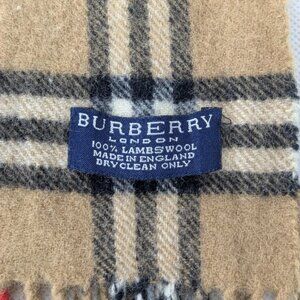 BURBERRY
LONDON
100% LAMBSWOOL
MADE IN ENGLAND
DRYCLEAN ONLY